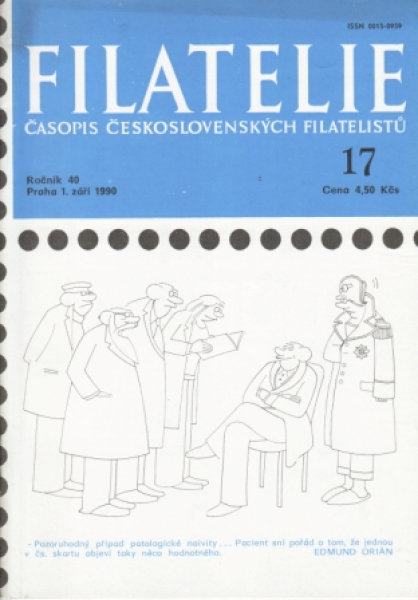 ISSN 0015-0959
FILATELIE
ČASOPIS ČESKOSLOVENSKÝCH FILATELISTŮ
17
Ročník 40
Praha 1. září 1990
Cena 4,50 Kčs
- Pozoruhodný případ patologické naivity... Pacient sní pořád o tom, že jednou
v čs. skartu objeví taky něco hodnotného. EDMUND ORIÁN